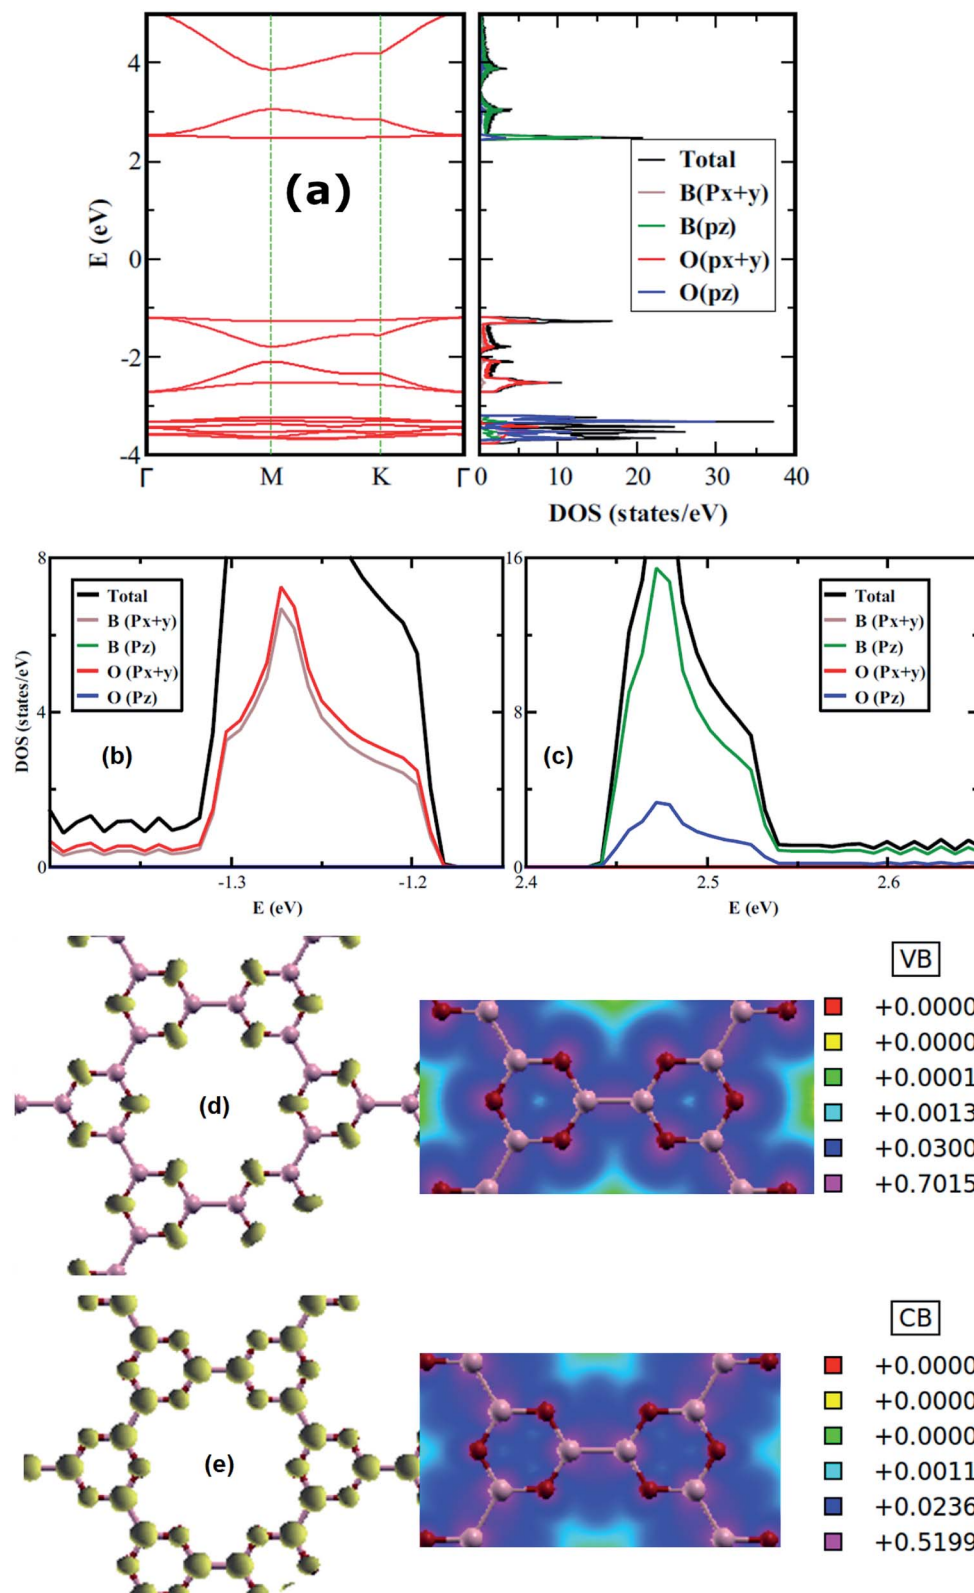 4
2
0
-2
-4
E (eV)
(a)
Γ M K Γ
Total
B(Px+y)
B(pz)
O(px+y)
O(pz)
0 10 20 30 40
DOS (states/eV)
8
4
0
DOS (states/eV)
Total
B (Px+y)
B (Pz)
O (Px+y)
O (Pz)
(b)
-1.3 -1.2
E (eV)
16
8
0
Total
B (Px+y)
B (Pz)
O (Px+y)
O (Pz)
(c)
2.4 2.5 2.6
E (eV)
(d)
VB
+0.0000
+0.0000
+0.0001
+0.0013
+0.0300
+0.7015
(e)
CB
+0.0000
+0.0000
+0.0000
+0.0011
+0.0236
+0.5199